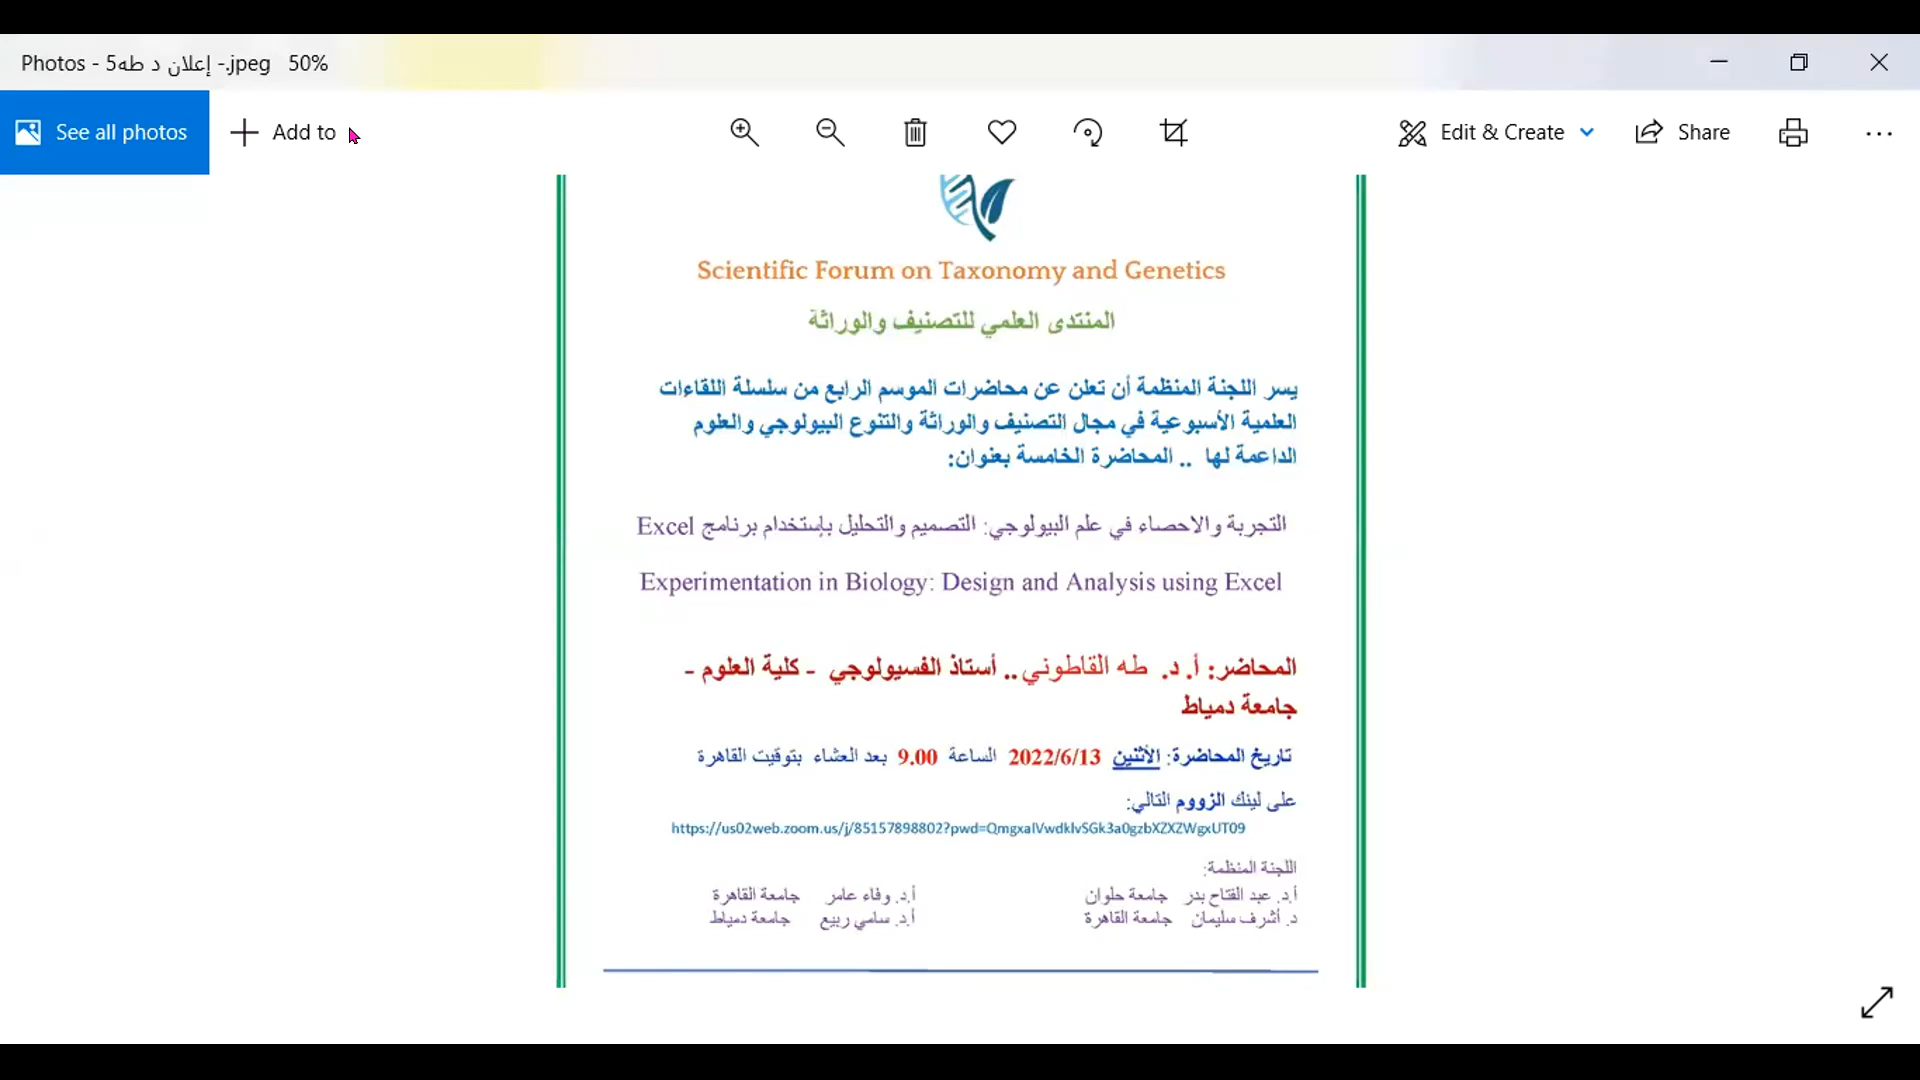 Photos - إعلان د طه5-.jpeg 50%
See all photos
Add to
Edit & Create
Share
Scientific Forum on Taxonomy and Genetics
المنتدى العلمي للتصنيف والوراثة
يسر اللجنة المنظمة أن تعلن عن محاضرات الموسم الرابع من سلسلة اللقاءات
العلمية الأسبوعية في مجال التصنيف والوراثة والتنوع البيولوجي والعلوم
الداعمة لها .. المحاضرة الخامسة بعنوان:
التجربة والاحصاء في علم البيولوجي: التصميم والتحليل بإستخدام برنامج Excel
Experimentation in Biology: Design and Analysis using Excel
المحاضر: أ. د. طه القاطوني .. أستاذ الفسيولوجي - كلية العلوم -
جامعة دمياط
تاريخ المحاضرة: الأثنين 2022/6/13 الساعة 9.00 بعد العشاء بتوقيت القاهرة
على لينك الزووم التالي:
https://us02web.zoom.us/j/85157898802?pwd=QmgxalVwdklvSGk3a0gzbXZXZWgxUT09
اللجنة المنظمة:
أ.د. عبد الفتاح بدر جامعة حلوان أ.د. وفاء عامر جامعة القاهرة
د. أشرف سليمان جامعة القاهرة أ.د. سامي ربيع جامعة دمياط